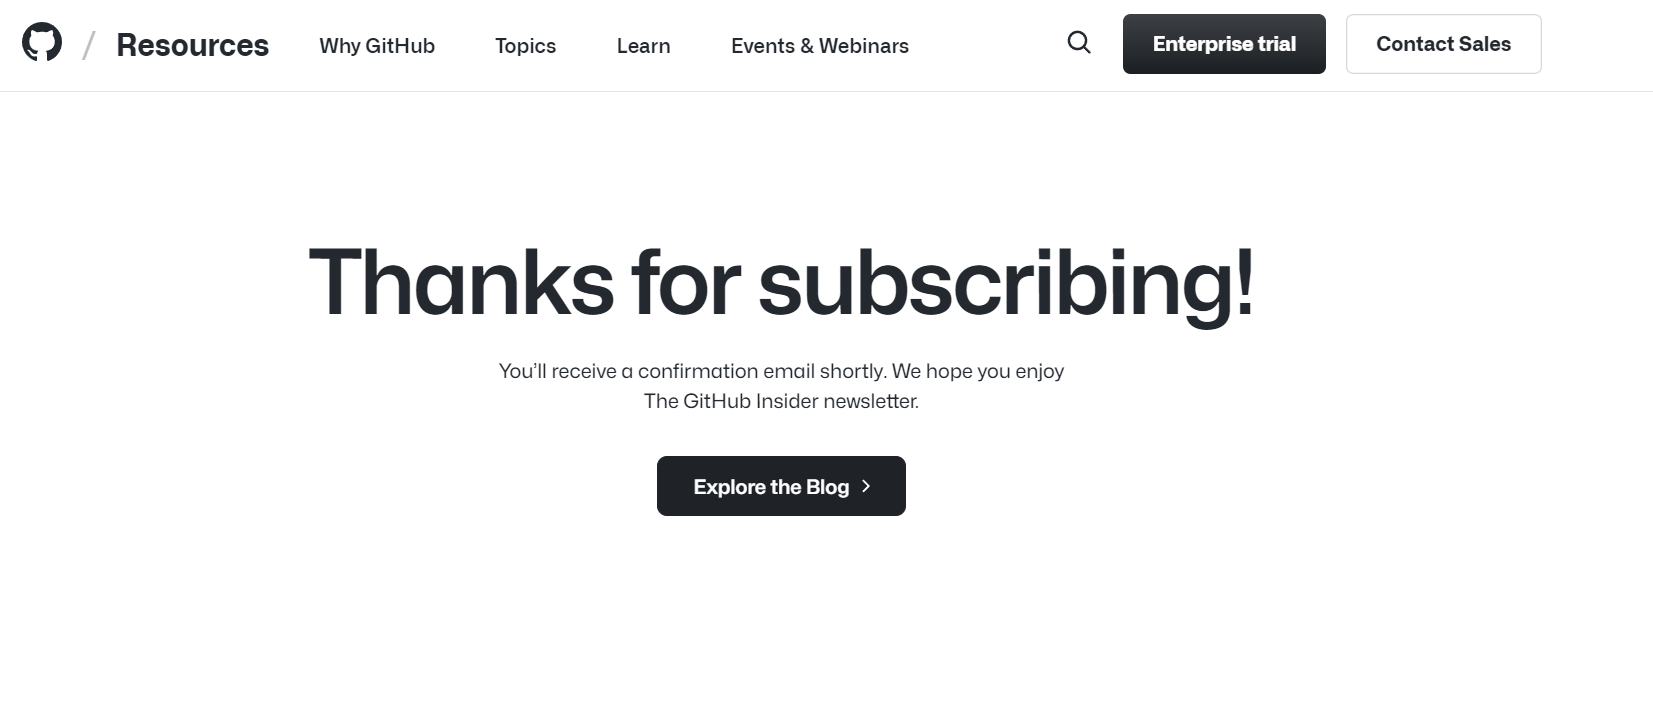 / Resources Why GitHub Topics Learn Events & Webinars Enterprise trial Contact Sales
Thanks for subscribing!
You’ll receive a confirmation email shortly. We hope you enjoy
The GitHub Insider newsletter.
Explore the Blog